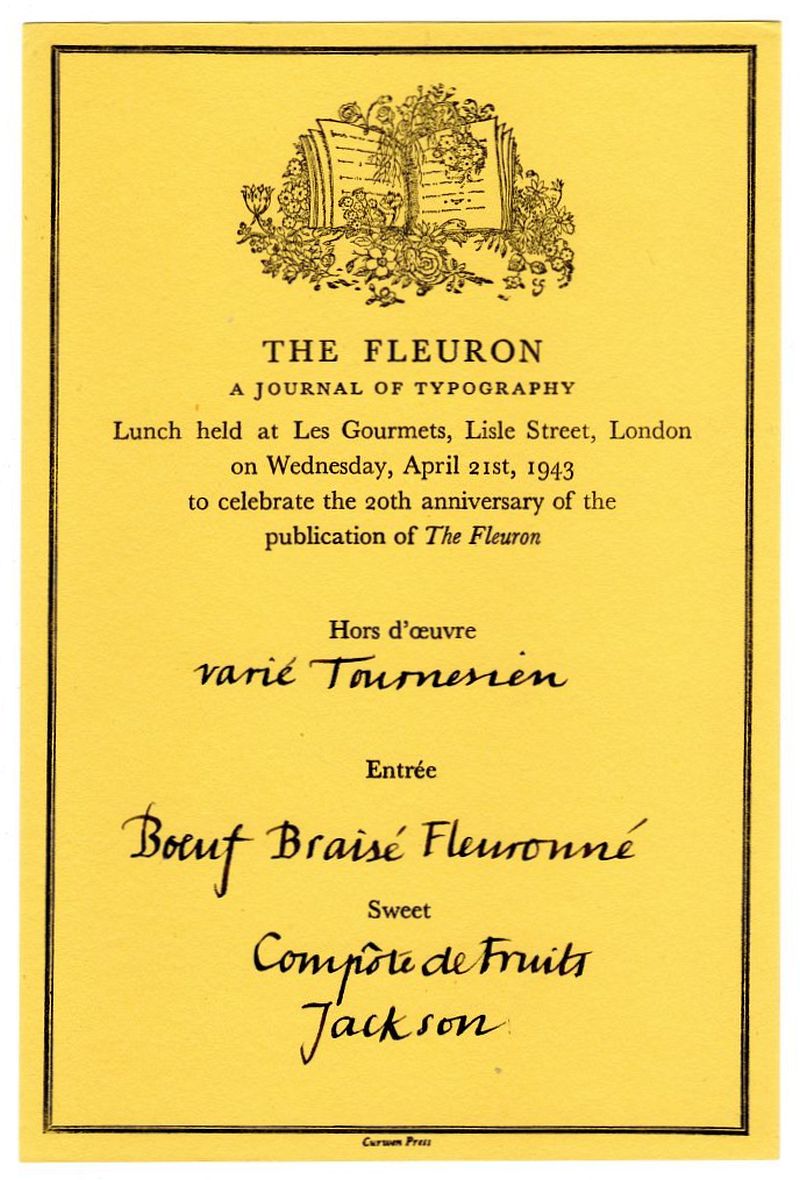 THE FLEURON
A JOURNAL OF TYPOGRAPHY
Lunch held at Les Gourmets, Lisle Street, London
on Wednesday, April 21st, 1943
to celebrate the 20th anniversary of the
publication of The Fleuron
Hors d'œuvre
varié Tournesien
Entrée
Bœuf Braisé Fleuronné
Sweet
Compôte de Fruits
Jackson
Curwen Press